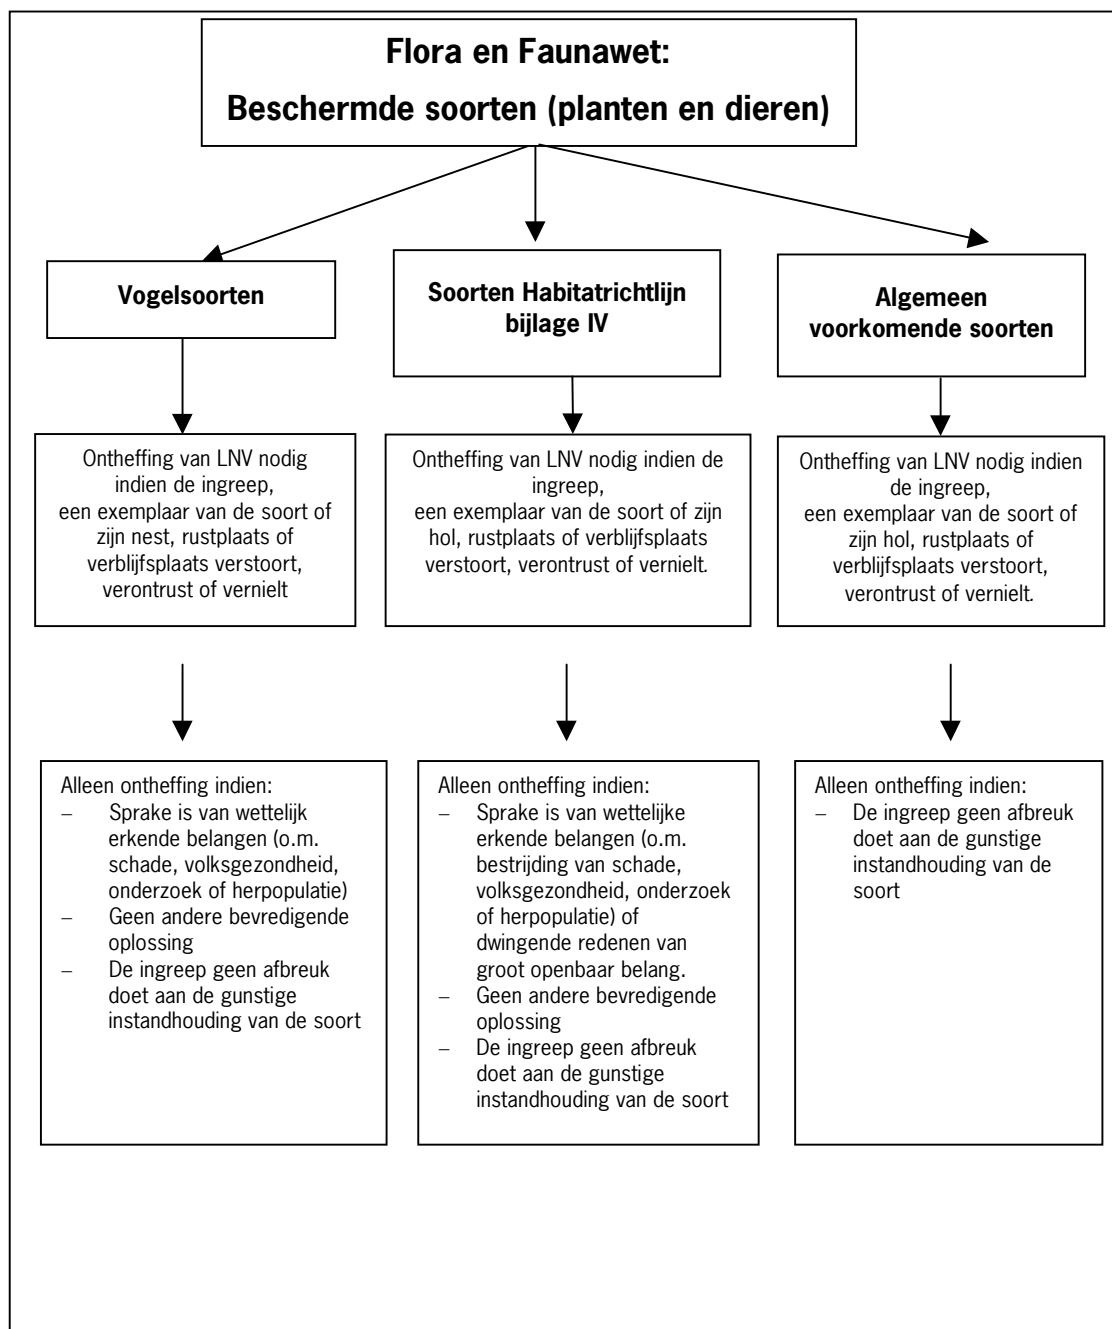 Flora en Faunawet:
Beschermde soorten (planten en dieren)
Vogelsoorten
Soorten Habitatrichtlijn
bijlage IV
Algemeen
voorkomende soorten
Ontheffing van LNV nodig
indien de ingreep,
een exemplaar van de soort of
zijn nest, rustplaats of
verblijfsplaats verstoort,
verontrust of vernielt
Ontheffing van LNV nodig indien de
ingreep,
een exemplaar van de soort of zijn
hol, rustplaats of verblijfsplaats
verstoort, verontrust of vernielt.
Ontheffing van LNV nodig indien
de ingreep,
een exemplaar van de soort of
zijn hol, rustplaats of
verblijfsplaats verstoort,
verontrust of vernielt.
Alleen ontheffing indien:
– Sprake is van wettelijk
erkende belangen (o.m.
schade, volksgezondheid,
onderzoek of herpopulatie)
– Geen andere bevredigende
oplossing
– De ingreep geen afbreuk
doet aan de gunstige
instandhouding van de soort
Alleen ontheffing indien:
– Sprake is van wettelijke
erkende belangen (o.m.
bestrijding van schade,
volksgezondheid, onderzoek
of herpopulatie) of
dwingende redenen van
groot openbaar belang.
– Geen andere bevredigende
oplossing
– De ingreep geen afbreuk
doet aan de gunstige
instandhouding van de soort
Alleen ontheffing indien:
– De ingreep geen afbreuk
doet aan de gunstige
instandhouding van de
soort